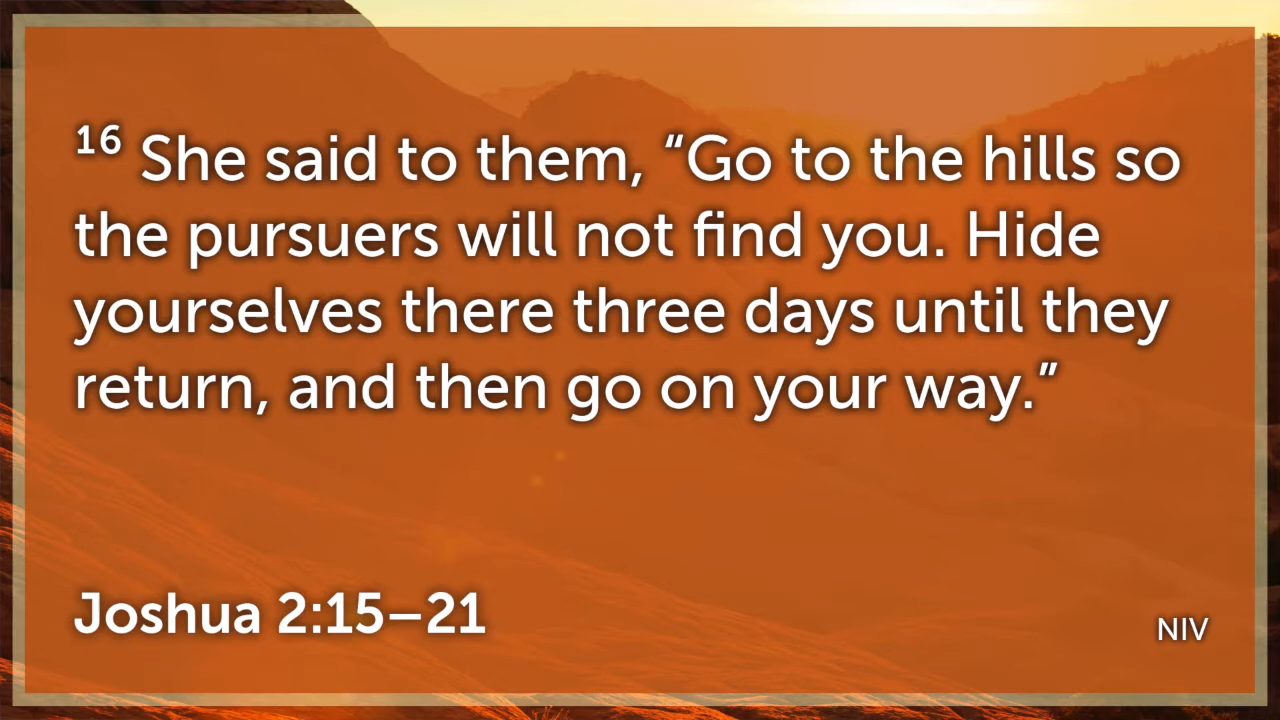 16 She said to them, “Go to the hills so
the pursuers will not find you. Hide
yourselves there three days until they
return, and then go on your way.”
Joshua 2:15–21
NIV